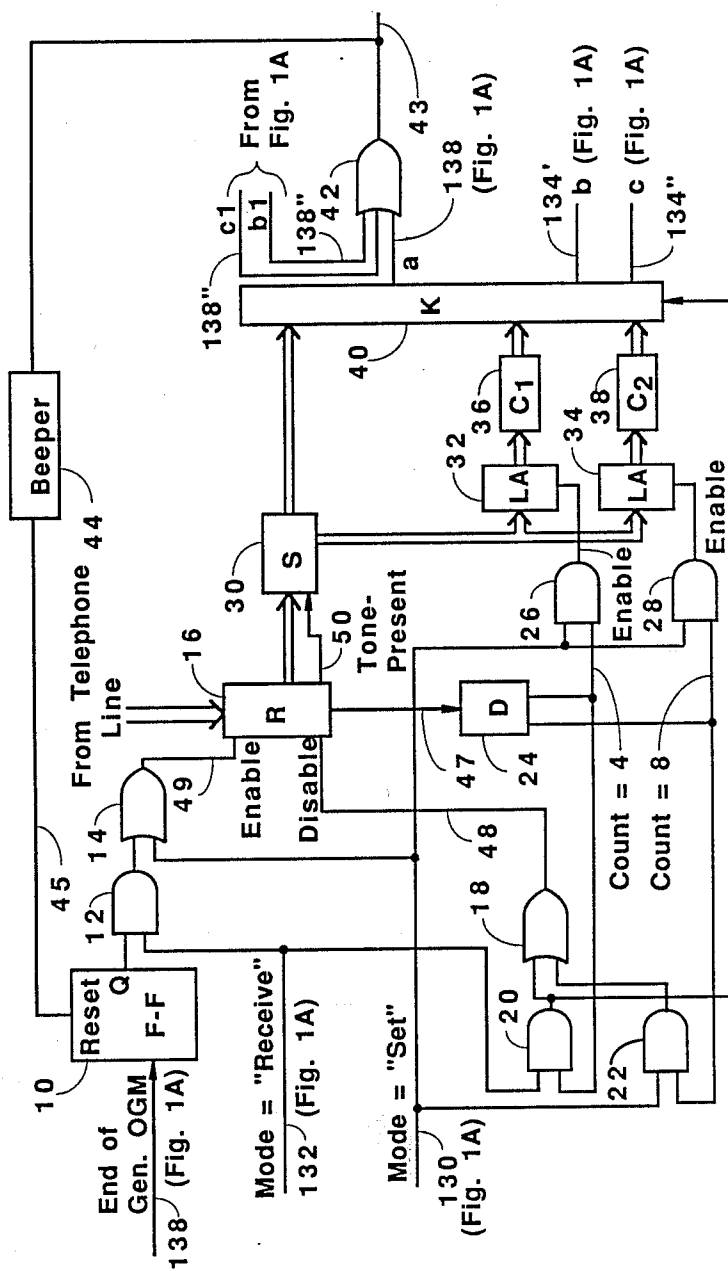 45
Beeper
44
From Telephone
Line
10
Reset
Q
F-F
End of
Gen. OGM
138 (Fig. 1A)
12
14
49
16
R
Enable
Disable
Mode = "Receive"
132 (Fig. 1A)
Mode = "Set"
130
(Fig. 1A)
18
20
22
48
47
D
24
Count = 4
Count = 8
50
Tone-
Present
30
S
26
Enable
28
Enable
32
LA
34
LA
36
C1
38
C2
40
K
138"
c1
b1
From
Fig. 1A
138"
42
43
a
138
(Fig. 1A)
134'
b (Fig. 1A)
c (Fig. 1A)
134"